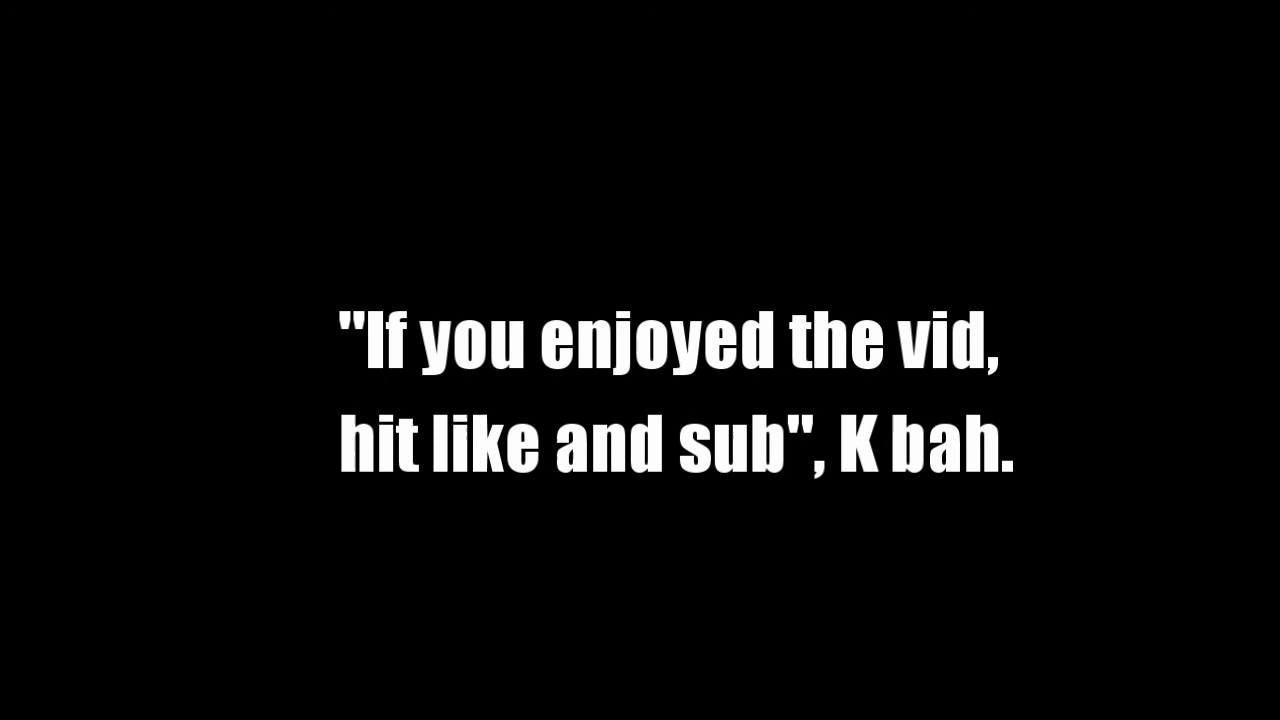 "If you enjoyed the vid,
hit like and sub", K bah.